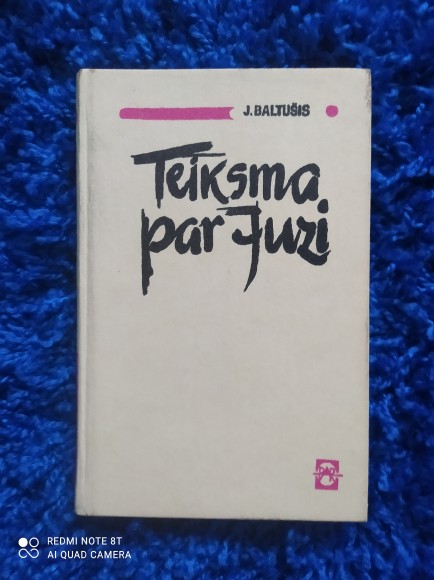 J. BALTUŠIS
Teiksma
par Juzi
REDMI NOTE 8T
AI QUAD CAMERA